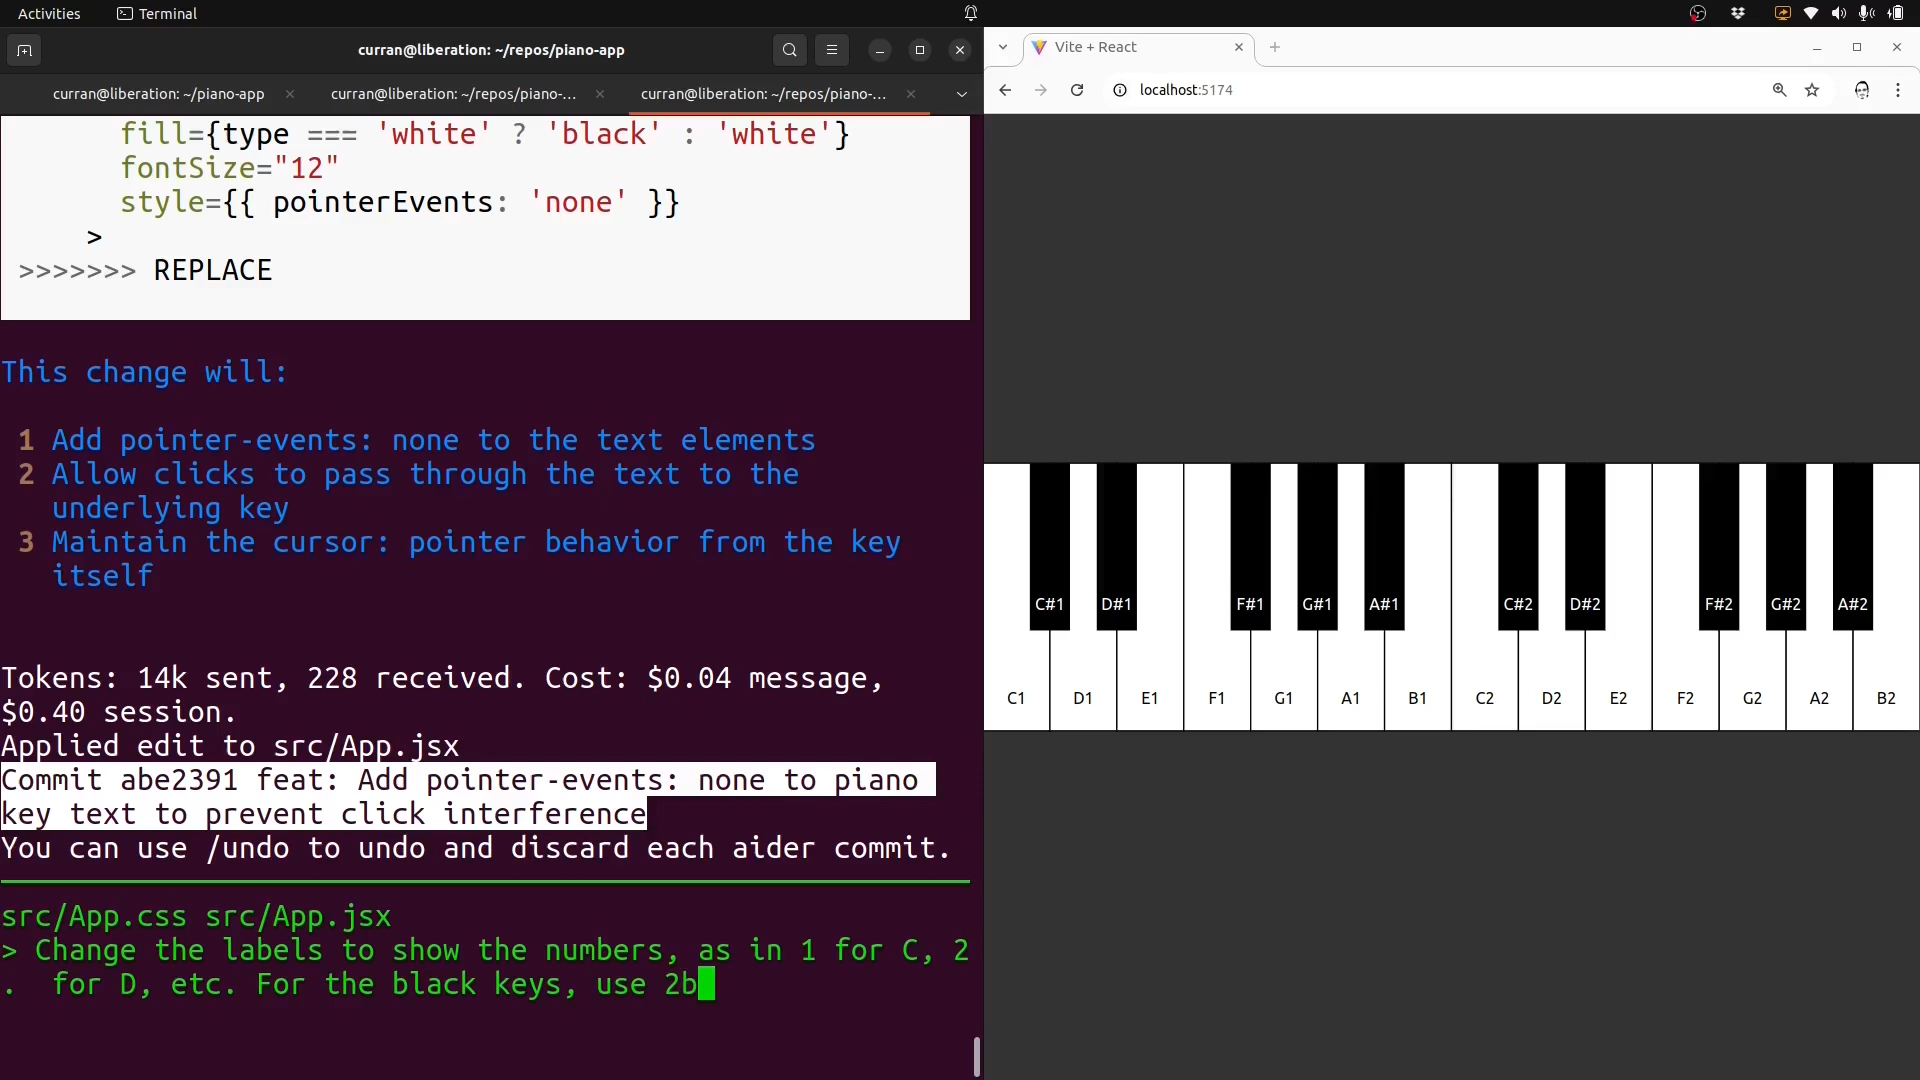 Activities
Terminal
curran@liberation: ~/repos/piano-app
curran@liberation: ~/piano-app
curran@liberation: ~/repos/piano-...
curran@liberation: ~/repos/piano-...
fill={type === 'white' ? 'black' : 'white'}
fontSize="12"
style={{ pointerEvents: 'none' }}
>
>>>>>>> REPLACE
This change will:
1 Add pointer-events: none to the text elements
2 Allow clicks to pass through the text to the
underlying key
3 Maintain the cursor: pointer behavior from the key
itself
Tokens: 14k sent, 228 received. Cost: $0.04 message,
$0.40 session.
Applied edit to src/App.jsx
Commit abe2391 feat: Add pointer-events: none to piano
key text to prevent click interference
You can use /undo to undo and discard each aider commit.
src/App.css src/App.jsx
> Change the labels to show the numbers, as in 1 for C, 2
. for D, etc. For the black keys, use 2b
Vite + React
localhost:5174
C#1 D#1 F#1 G#1 A#1 C#2 D#2 F#2 G#2 A#2
C1 D1 E1 F1 G1 A1 B1 C2 D2 E2 F2 G2 A2 B2